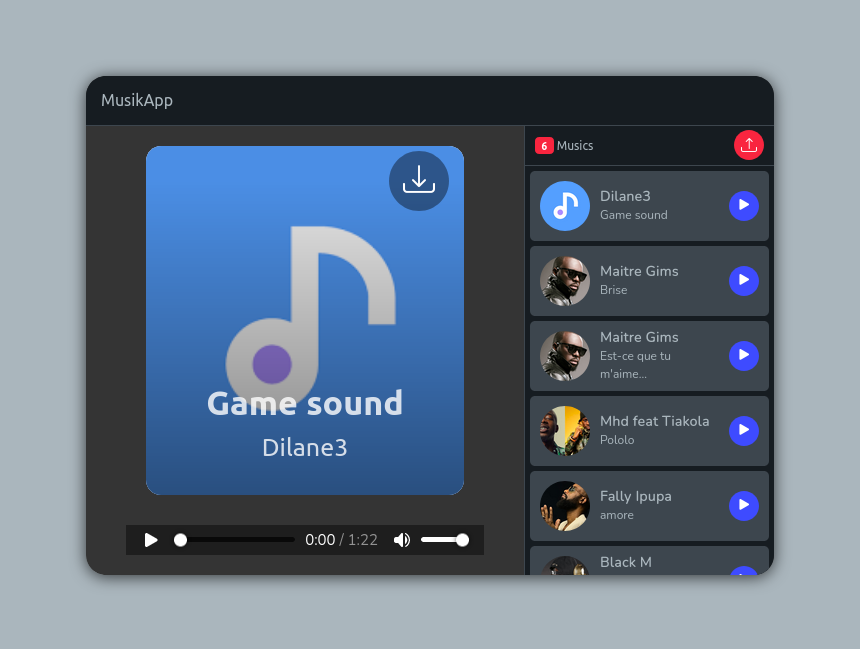 MusikApp
Game sound
Dilane3
0:00 / 1:22
6 Musics
Dilane3
Game sound
Maitre Gims
Brise
Maitre Gims
Est-ce que tu
m'aime...
Mhd feat Tiakola
Pololo
Fally Ipupa
amore
Black M